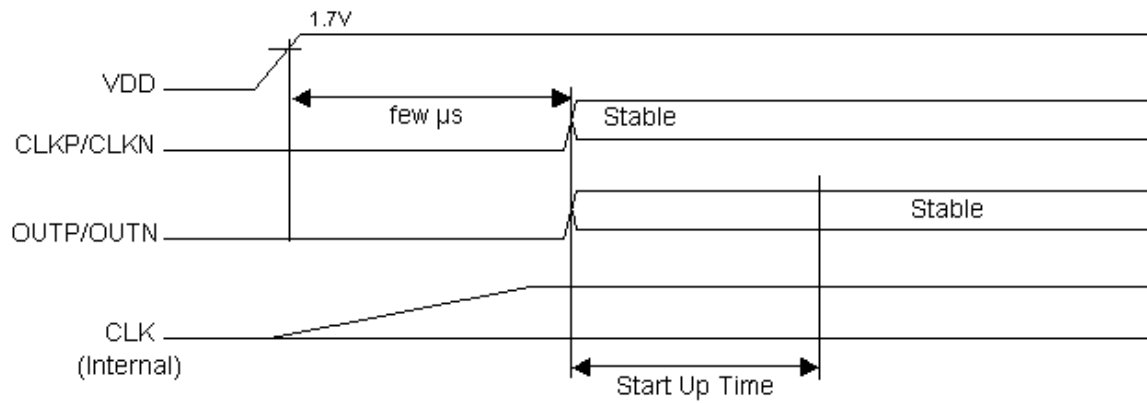 1.7V
VDD
few µs
Stable
CLKP/CLKN
Stable
OUTP/OUTN
CLK
(Internal)
Start Up Time